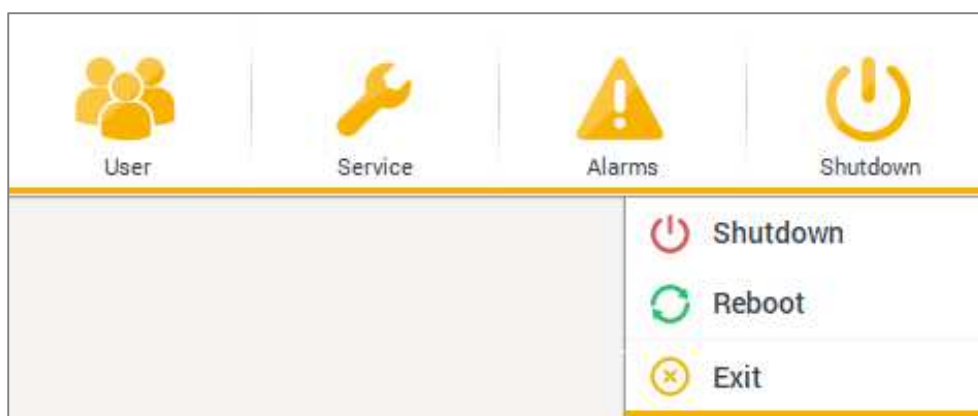 User
Service
Alarms
Shutdown
Shutdown
Reboot
Exit